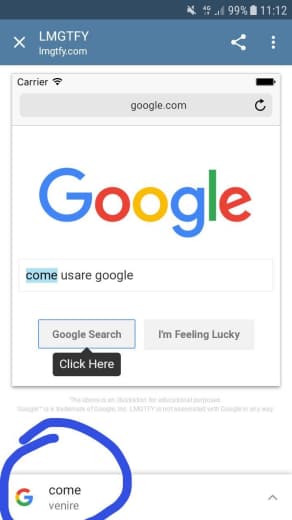 4G 99% 11:12
LMGTFY
lmgtfy.com
Carrier
google.com
Google
come usare google
Google Search I'm Feeling Lucky
Click Here
The above is an illustration for educational purposes.
Google™ is a trademark of Google, Inc. LMGTFY is not associated with Google in any way.
G come
venire